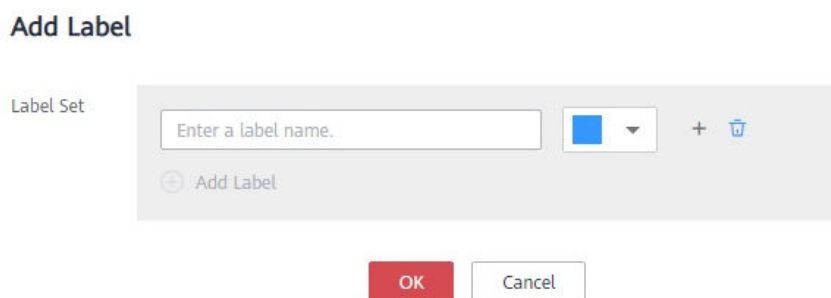 Add Label
Label Set
Enter a label name.
Add Label
OK Cancel